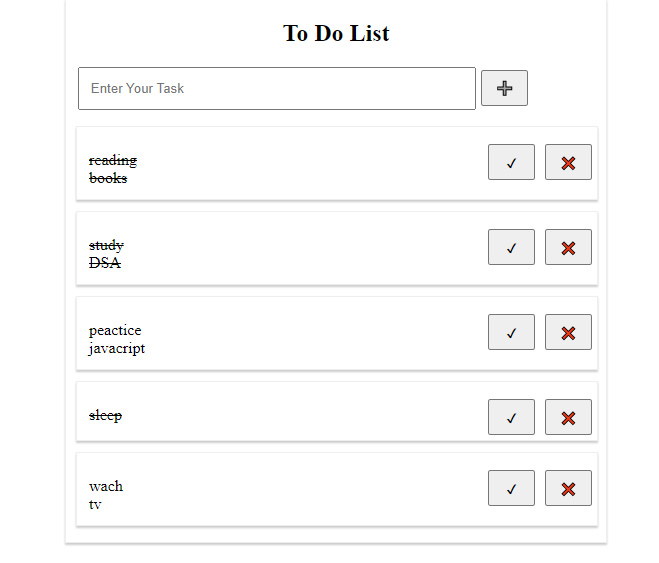 To Do List
Enter Your Task
reading
books
study
DSA
peactice
javacript
sleep
wach
tv